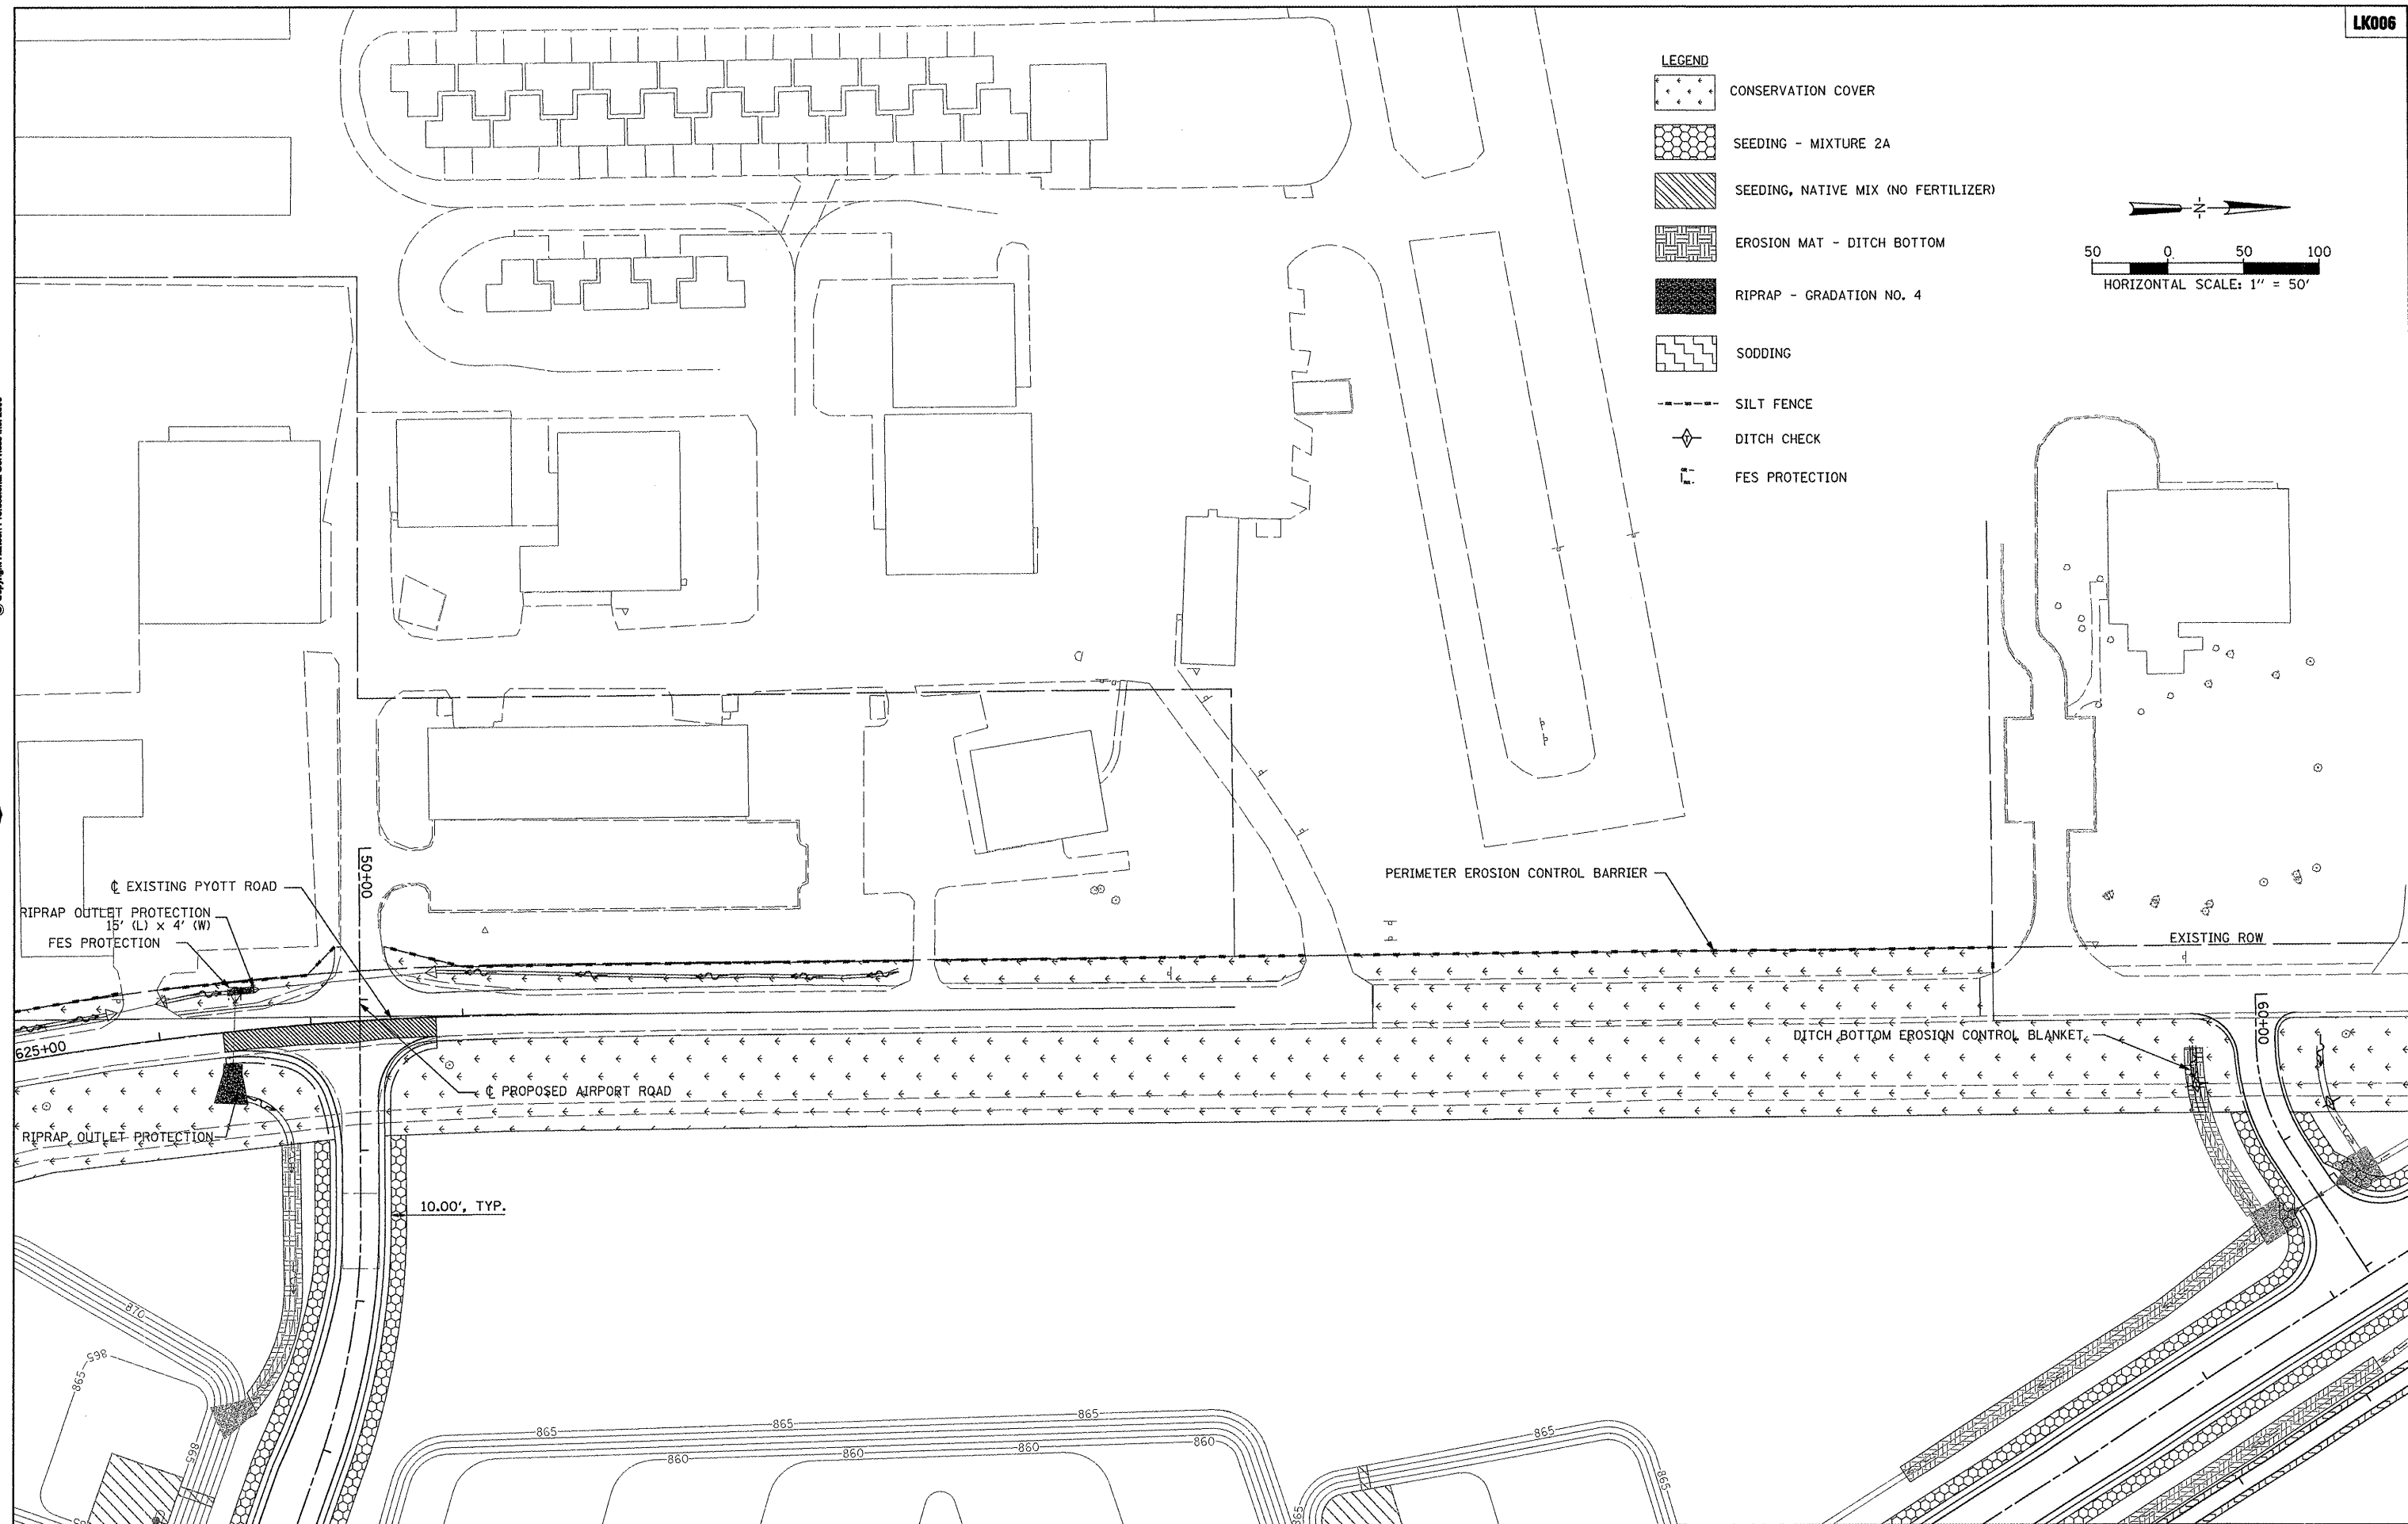 LK006
LEGEND
CONSERVATION COVER
SEEDING - MIXTURE 2A
SEEDING, NATIVE MIX (NO FERTILIZER)
EROSION MAT - DITCH BOTTOM
RIPRAP - GRADATION NO. 4
SODDING
SILT FENCE
DITCH CHECK
FES PROTECTION
-N-
50 0 50 100
HORIZONTAL SCALE: 1" = 50'
50+00
℄ EXISTING PYOTT ROAD
RIPRAP OUTLET PROTECTION
15' (L) x 4' (W)
FES PROTECTION
PERIMETER EROSION CONTROL BARRIER
EXISTING ROW
60+00
DITCH BOTTOM EROSION CONTROL BLANKET
625+00
℄ PROPOSED AIRPORT ROAD
RIPRAP OUTLET PROTECTION
10.00', TYP.
870
865
865
865
865
865
865
860
860
860
860
865
865
865